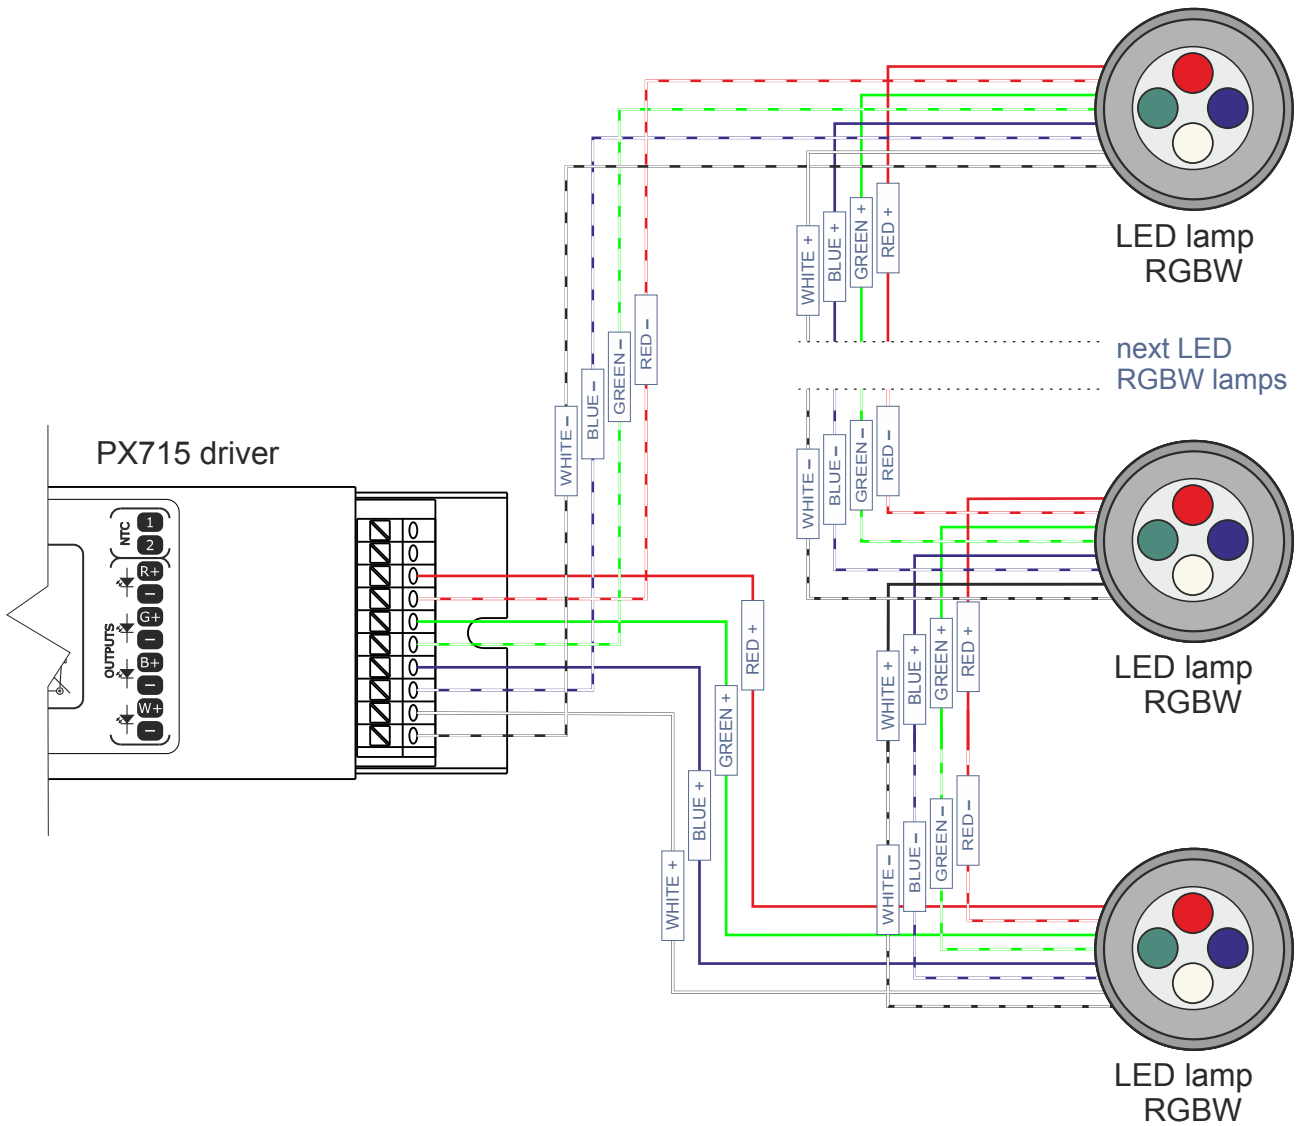 LED lamp
RGBW
WHITE +
BLUE +
GREEN +
RED +
next LED
RGBW lamps
WHITE –
BLUE –
GREEN –
RED –
PX715 driver
NTC
1
2
OUTPUTS
R+
–
G+
–
B+
–
W+
–
WHITE –
BLUE –
GREEN –
RED –
LED lamp
RGBW
WHITE +
BLUE +
GREEN +
RED +
WHITE +
BLUE +
GREEN +
RED +
WHITE –
BLUE –
GREEN –
RED –
LED lamp
RGBW